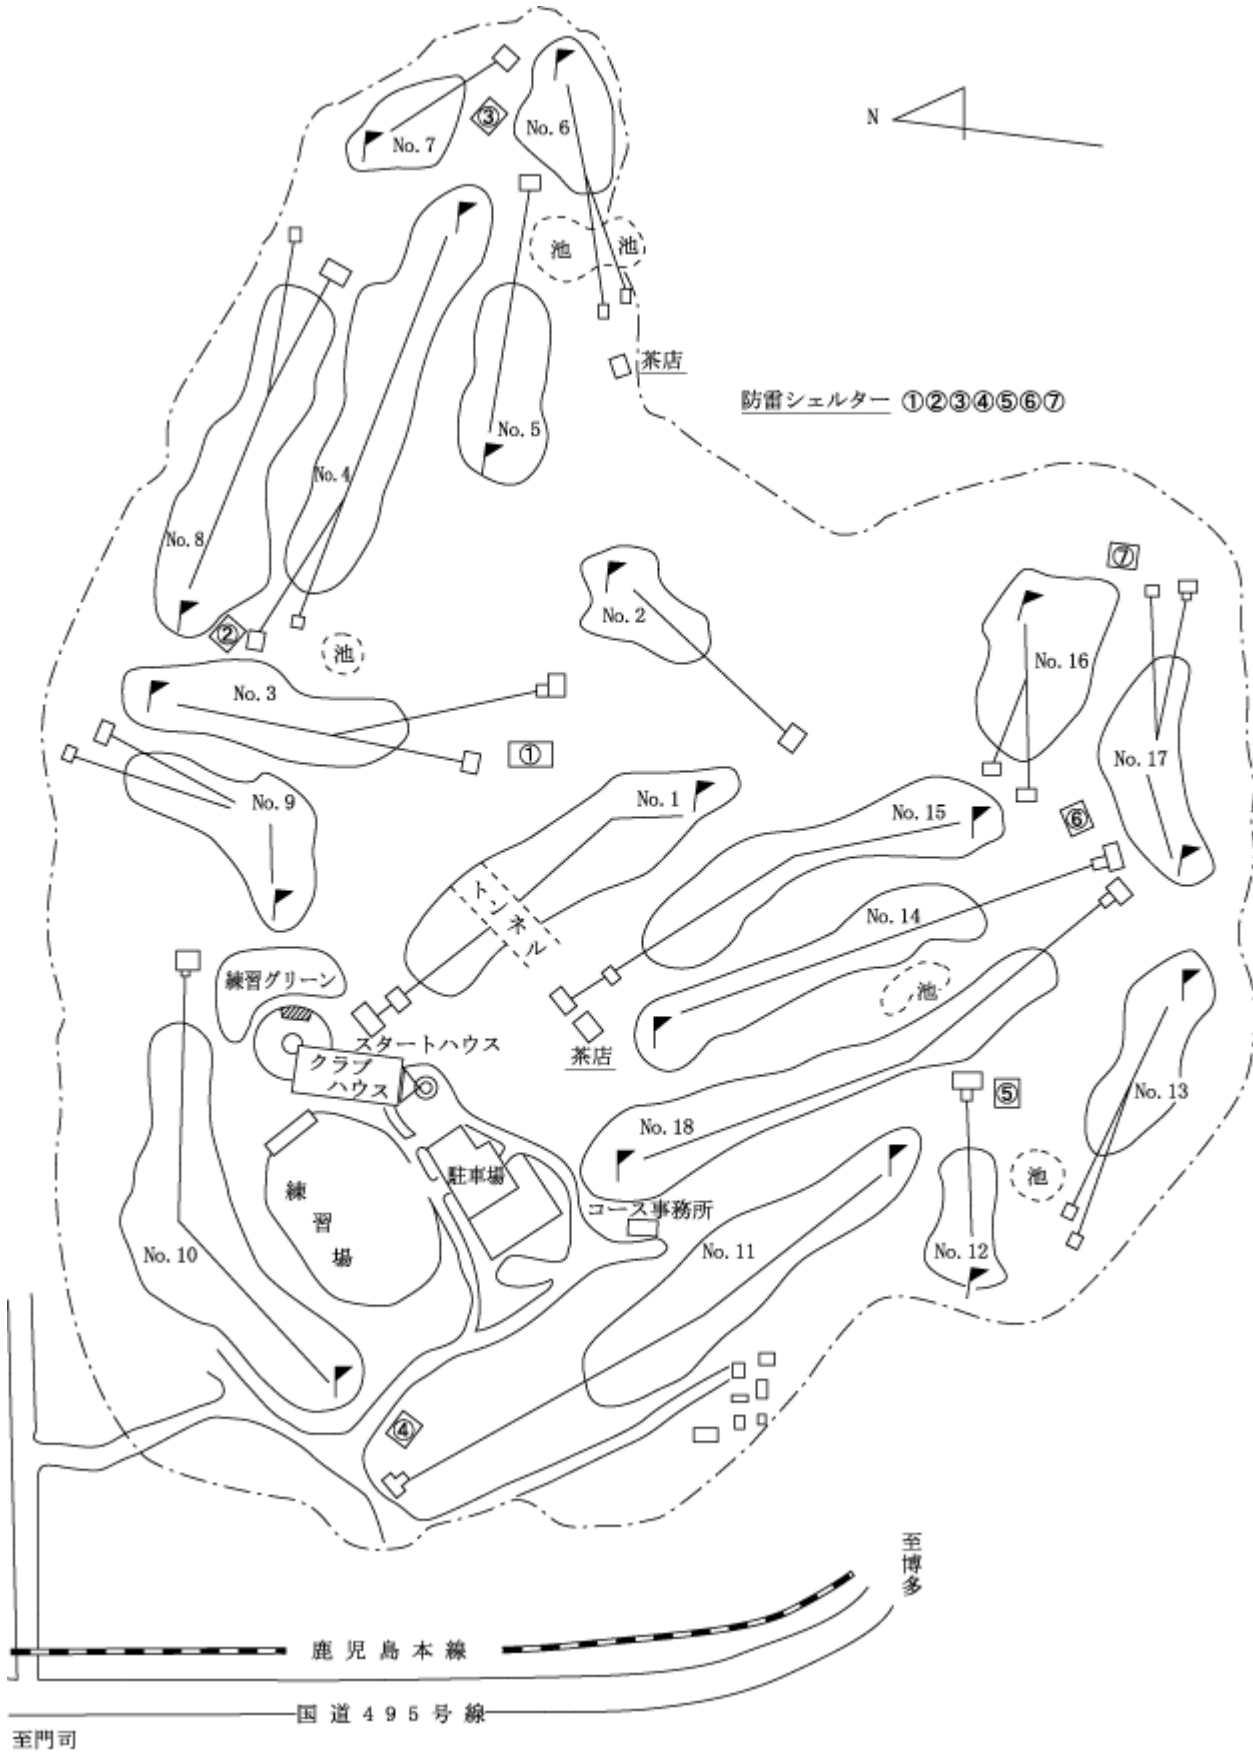 ③
No.6
No.7
N
池
池
茶店
防雷シェルター ①②③④⑤⑥⑦
No.5
No.4
No.8
⑦
No.2
②
池
No.3
No.16
①
No.17
No.9
No.1
No.15
⑥
トンネル
No.14
練習グリーン
池
スタートハウス
茶店
クラブ
ハウス
⑤
No.13
No.18
駐車場
池
練習場
コース事務所
No.10
No.11
No.12
④
至博多
鹿児島本線
国道495号線
至門司